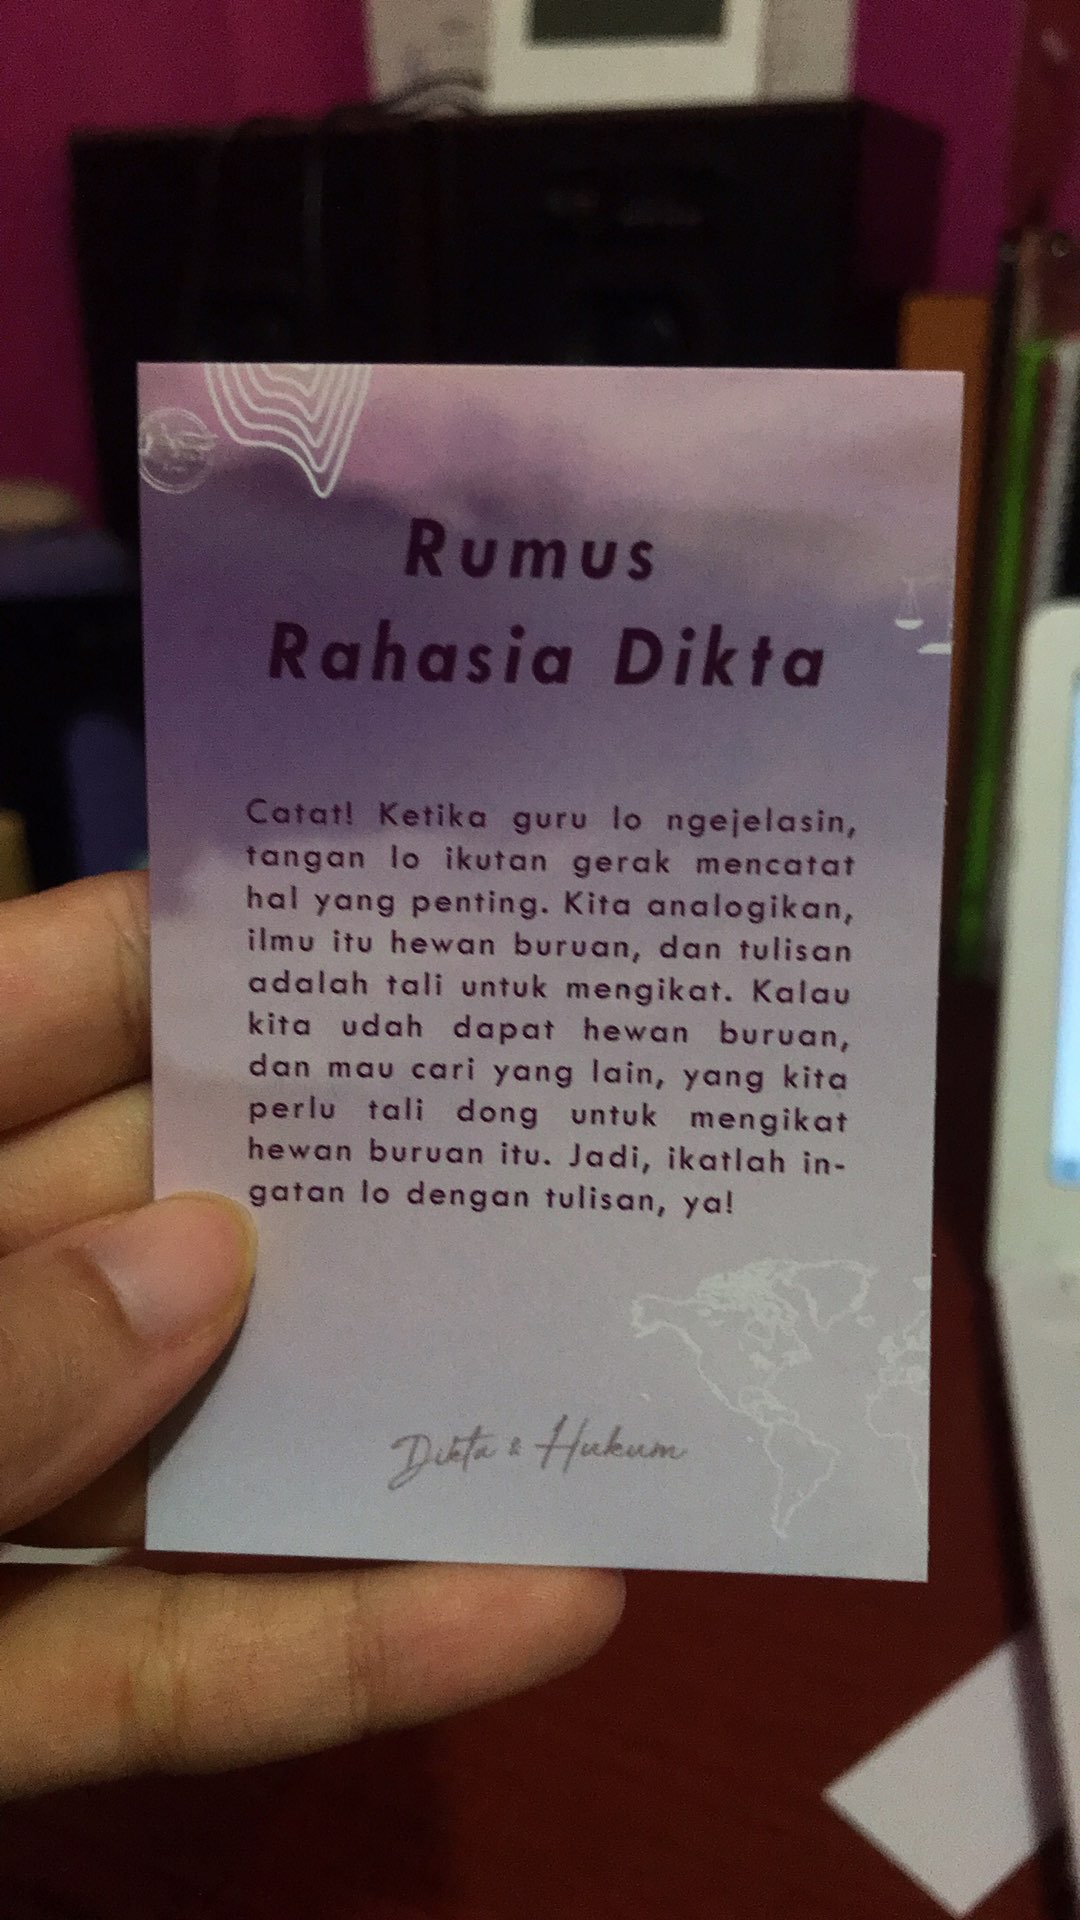 Rumus
Rahasia Dikta
Catat! Ketika guru lo ngejelasin,
tangan lo ikutan gerak mencatat
hal yang penting. Kita analogikan,
ilmu itu hewan buruan, dan tulisan
adalah tali untuk mengikat. Kalau
kita udah dapat hewan buruan,
dan mau cari yang lain, yang kita
perlu tali dong untuk mengikat
hewan buruan itu. Jadi, ikatlah in-
gatan lo dengan tulisan, ya!
Dikta & Hukum